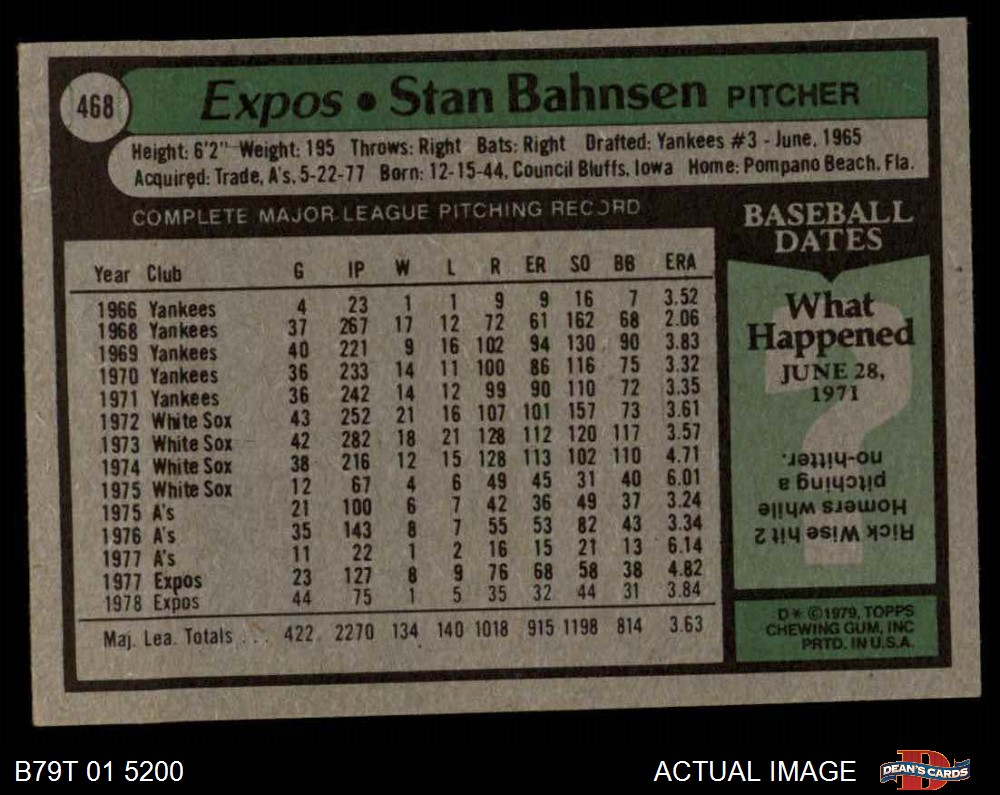 468
Expos • Stan Bahnsen PITCHER
Height: 6'2" Weight: 195 Throws: Right Bats: Right Drafted: Yankees #3 - June, 1965
Acquired: Trade, A's, 5-22-77 Born: 12-15-44, Council Bluffs, Iowa Home: Pompano Beach, Fla.
COMPLETE MAJOR LEAGUE PITCHING RECORD
Year Club G IP W L R ER SO BB ERA
1966 Yankees 4 23 1 1 9 9 16 7 3.52
1968 Yankees 37 267 17 12 72 61 162 68 2.06
1969 Yankees 40 221 9 16 102 94 130 90 3.83
1970 Yankees 36 233 14 11 100 86 116 75 3.32
1971 Yankees 36 242 14 12 99 90 110 72 3.35
1972 White Sox 43 252 21 16 107 101 157 73 3.61
1973 White Sox 42 282 18 21 128 112 120 117 3.57
1974 White Sox 38 216 12 15 128 113 102 110 4.71
1975 White Sox 12 67 4 6 49 45 31 40 6.01
1975 A's 21 100 6 7 42 36 49 37 3.24
1976 A's 35 143 8 7 55 53 82 43 3.34
1977 A's 11 22 1 2 16 15 21 13 6.14
1977 Expos 23 127 8 9 76 68 58 38 4.82
1978 Expos 44 75 1 5 35 32 44 31 3.84
Maj. Lea. Totals ... 422 2270 134 140 1018 915 1198 814 3.63
BASEBALL
DATES
What
Happened
JUNE 28,
1971
Rick Wise hit 2
Homers while
pitching a
no-hitter.
D* ©1979, TOPPS
CHEWING GUM, INC
PRTD. IN U.S.A.
B79T 01 5200
ACTUAL IMAGE
D
DEAN'S CARDS